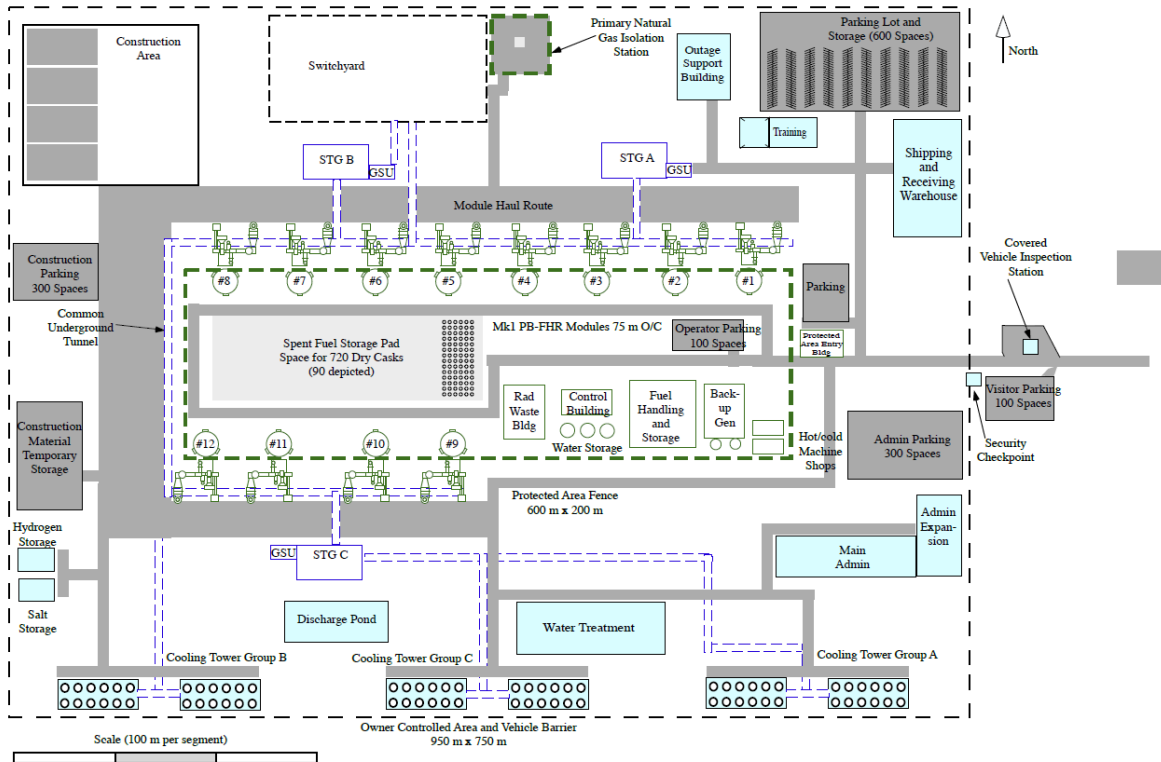 Construction
Area
Switchyard
Primary Natural
Gas Isolation
Station
Outage
Support
Building
Parking Lot and
Storage (600 Spaces)
North
Training
Shipping
and
Receiving
Warehouse
STG B
GSU
STG A
GSU
Module Haul Route
Covered
Vehicle Inspection
Station
Construction
Parking
300 Spaces
#8
#7
#6
#5
#4
#3
#2
#1
Parking
Common
Underground
Tunnel
Mk1 PB-FHR Modules 75 m O/C
Operator Parking
100 Spaces
Protected
Area Entry
Bldg
Spent Fuel Storage Pad
Space for 720 Dry Casks
(90 depicted)
Visitor Parking
100 Spaces
Rad
Waste
Bldg
Control
Building
Fuel
Handling
and
Storage
Back-
up
Gen
Water Storage
Hot/cold
Machine
Shops
Admin Parking
300 Spaces
Security
Checkpoint
Construction
Material
Temporary
Storage
#12
#11
#10
#9
Protected Area Fence
600 m x 200 m
Hydrogen
Storage
Salt
Storage
GSU
STG C
Admin
Expan-
sion
Main
Admin
Discharge Pond
Water Treatment
Cooling Tower Group B
Cooling Tower Group C
Cooling Tower Group A
Owner Controlled Area and Vehicle Barrier
950 m x 750 m
Scale (100 m per segment)